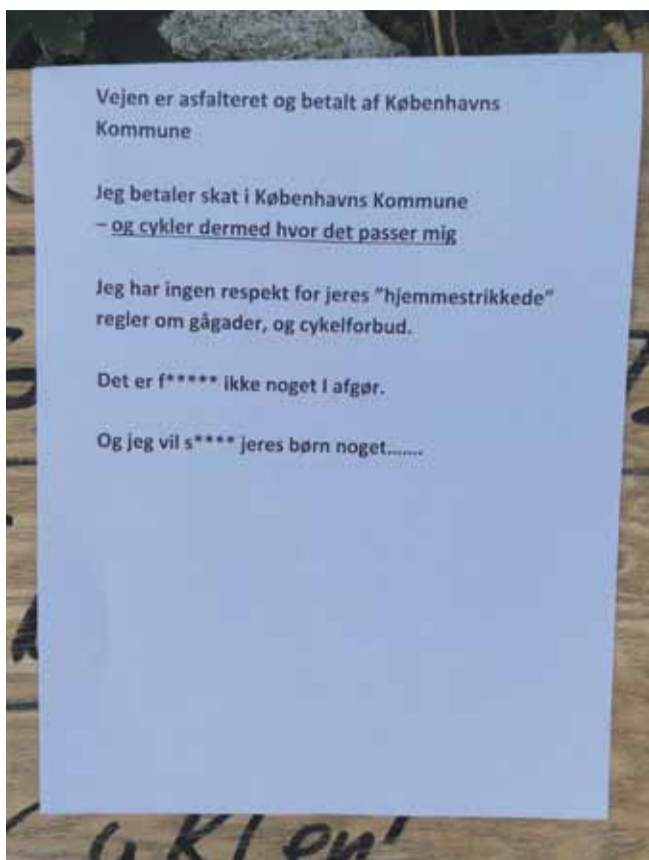 Vejen er asfalteret og betalt af Københavns
Kommune
Jeg betaler skat i Københavns Kommune
– og cykler dermed hvor det passer mig
Jeg har ingen respekt for jeres ”hjemmestrikkede”
regler om gågader, og cykelforbud.
Det er f***** ikke noget I afgør.
Og jeg vil s**** jeres børn noget.......